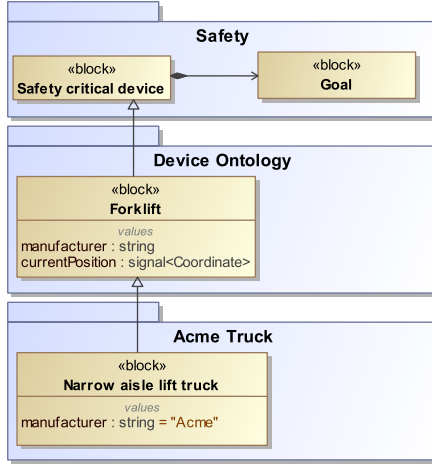 Safety
«block»
Safety critical device
«block»
Goal
Device Ontology
«block»
Forklift
values
manufacturer : string
currentPosition : signal<Coordinate>
Acme Truck
«block»
Narrow aisle lift truck
values
manufacturer : string = "Acme"